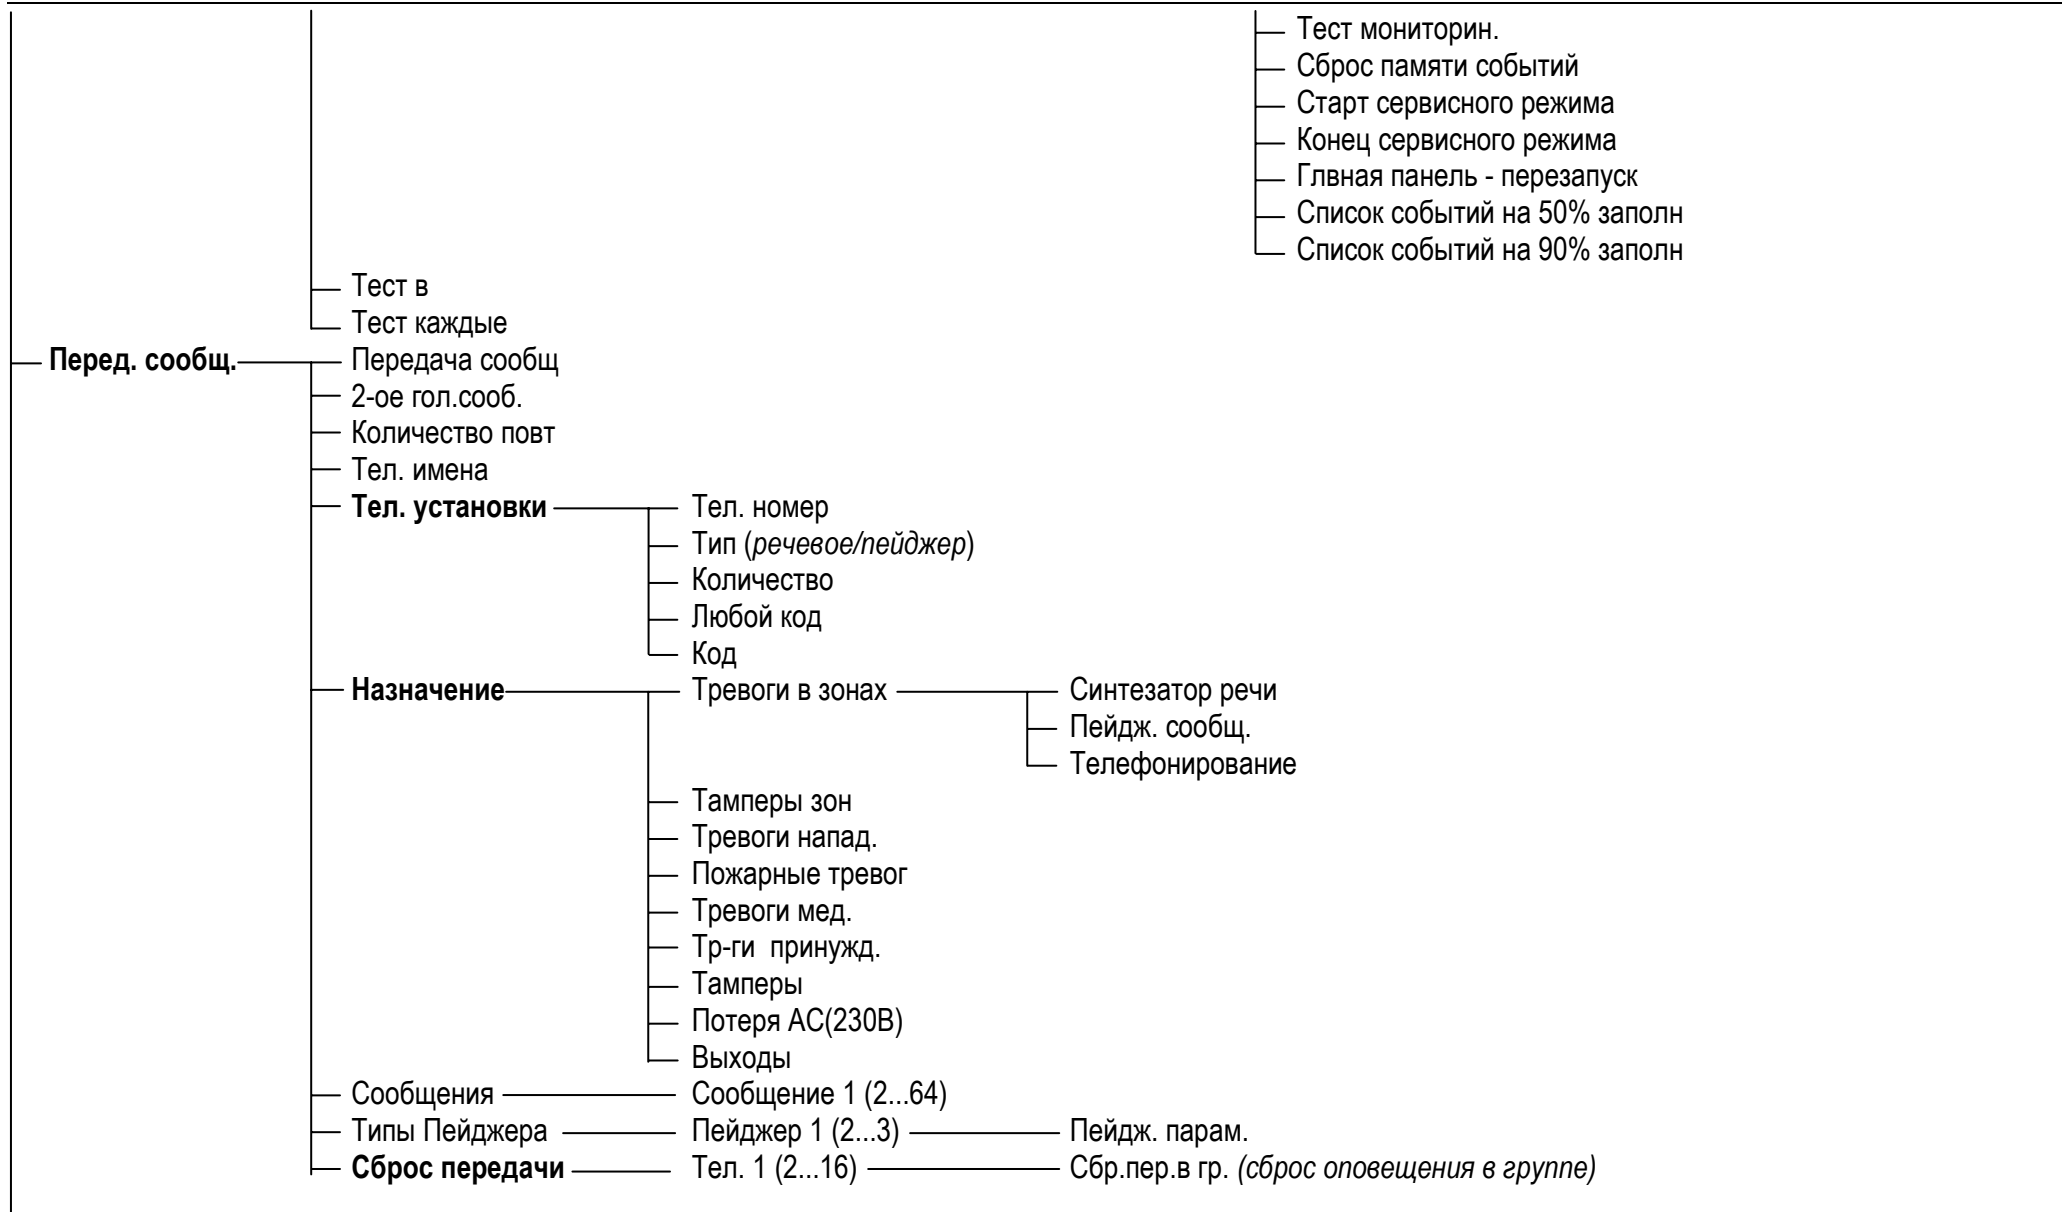 Тест мониторин.
Сброс памяти событий
Старт сервисного режима
Конец сервисного режима
Глвная панель - перезапуск
Список событий на 50% заполн
Список событий на 90% заполн
Тест в
Тест каждые
Перед. сообщ. Передача сообщ
2-ое гол.сооб.
Количество повт
Тел. имена
Тел. установки Тел. номер
Тип (речевое/пейджер)
Количество
Любой код
Код
Назначение Тревоги в зонах Синтезатор речи
Пейдж. сообщ.
Телефонирование
Тамперы зон
Тревоги напад.
Пожарные тревог
Тревоги мед.
Тр-ги принужд.
Тамперы
Потеря АС(230В)
Выходы
Сообщения Сообщение 1 (2...64)
Типы Пейджера Пейджер 1 (2...3) Пейдж. парам.
Сброс передачи Тел. 1 (2...16) Сбр.пер.в гр. (сброс оповещения в группе)